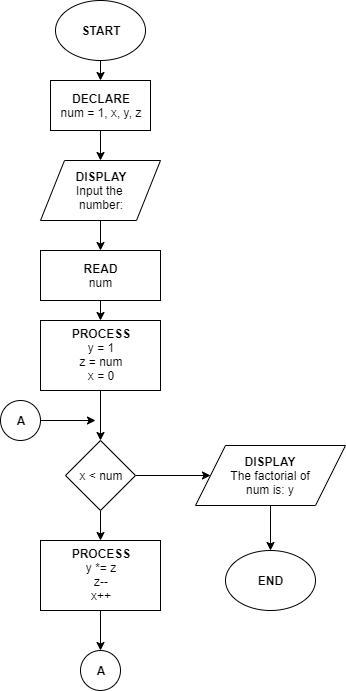 START
DECLARE
num = 1, x, y, z
DISPLAY
Input the
number:
READ
num
PROCESS
y = 1
z = num
x = 0
A
x < num
DISPLAY
The factorial of
num is: y
PROCESS
y *= z
z--
x++
END
A